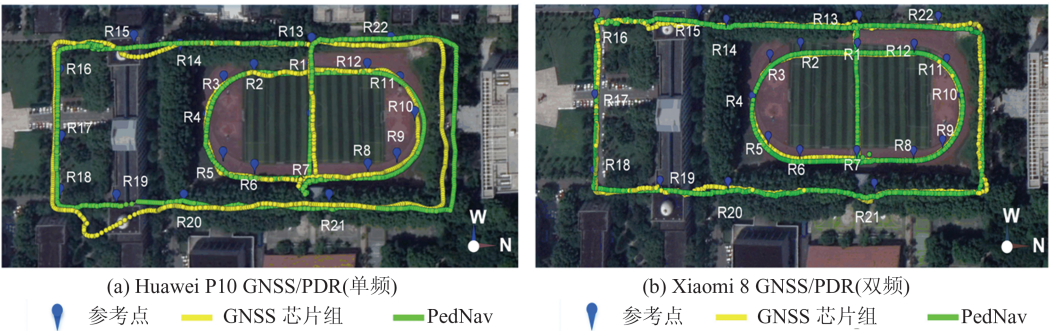 R15
R13
R22
R16
R14
R1
R12
R3
R2
R11
R4
R10
R17
R9
R5
R8
R6
R7
R18
R19
R20
R21
W
N
(a) Huawei P10 GNSS/PDR(单频)
参考点 GNSS 芯片组 PedNav
R13
R22
R16
R15
R14
R1
R12
R2
R3
R11
R4
R10
R17
R9
R5
R8
R6
R7
R18
R19
R20
R21
W
N
(b) Xiaomi 8 GNSS/PDR(双频)
参考点 GNSS 芯片组 PedNav